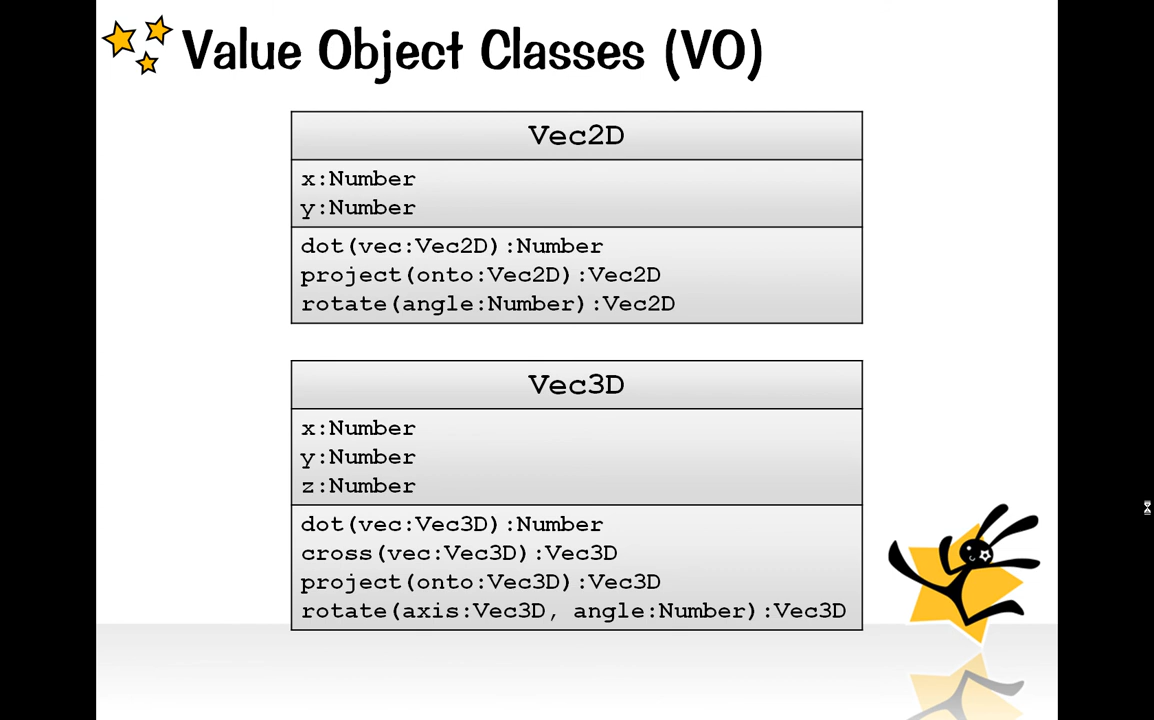 Value Object Classes (VO)
Vec2D
x:Number
y:Number
dot(vec:Vec2D):Number
project(onto:Vec2D):Vec2D
rotate(angle:Number):Vec2D
Vec3D
x:Number
y:Number
z:Number
dot(vec:Vec3D):Number
cross(vec:Vec3D):Vec3D
project(onto:Vec3D):Vec3D
rotate(axis:Vec3D, angle:Number):Vec3D